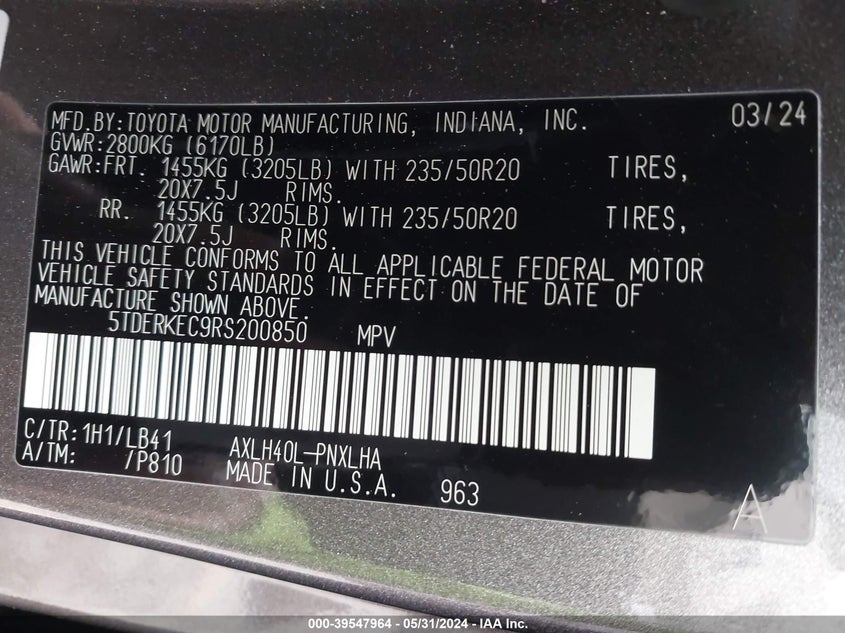 MFD.BY:TOYOTA MOTOR MANUFACTURING, INDIANA, INC. 03/24
GVWR:2800KG (6170LB)
GAWR:FRT. 1455KG (3205LB) WITH 235/50R20 TIRES,
20X7.5J RIMS.
RR. 1455KG (3205LB) WITH 235/50R20 TIRES,
20X7.5J RIMS.
THIS VEHICLE CONFORMS TO ALL APPLICABLE FEDERAL MOTOR
VEHICLE SAFETY STANDARDS IN EFFECT ON THE DATE OF
MANUFACTURE SHOWN ABOVE.
5TDERKEC9RS200850 MPV
C/TR:1H1/LB41 AXLH40L-PNXLHA
A/TM: /P810 MADE IN U.S.A. 963
A
000-39547964 - 05/31/2024 - IAA Inc.